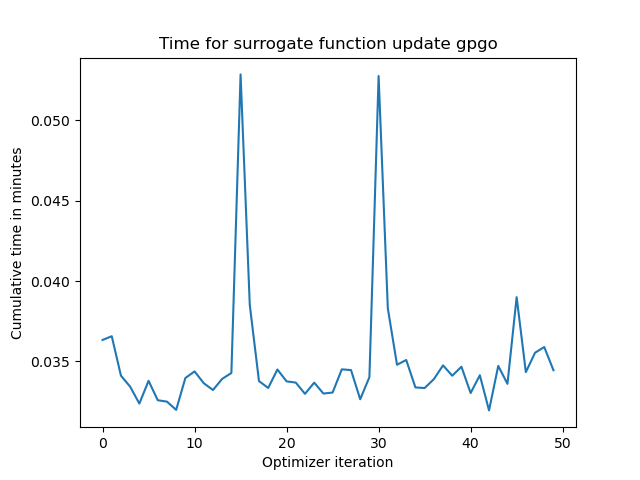 Time for surrogate function update gpgo
Cumulative time in minutes
0.050
0.045
0.040
0.035
0 10 20 30 40 50
Optimizer iteration